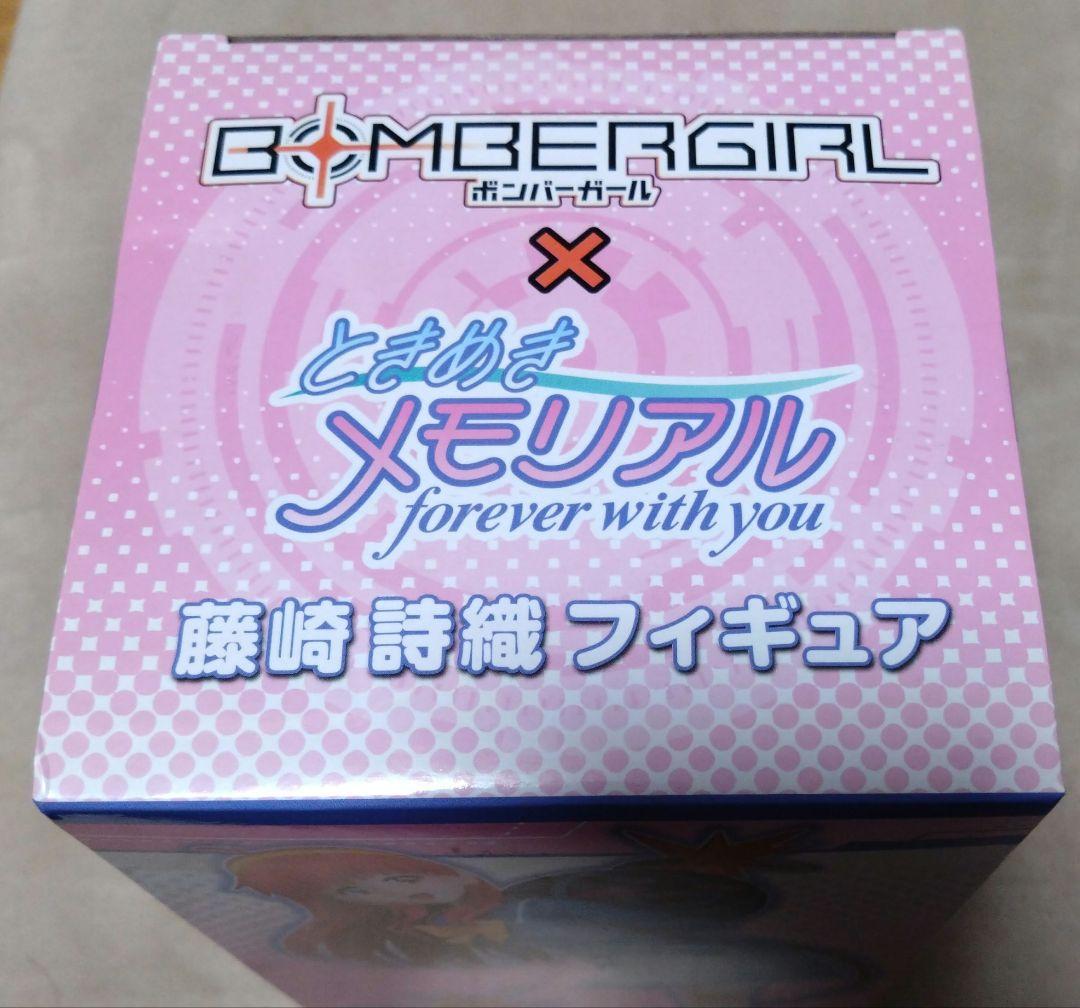 BOMBERGIRL
ボンバーガール
×
ときめき
メモリアル
forever with you
藤崎 詩織 フィギュア